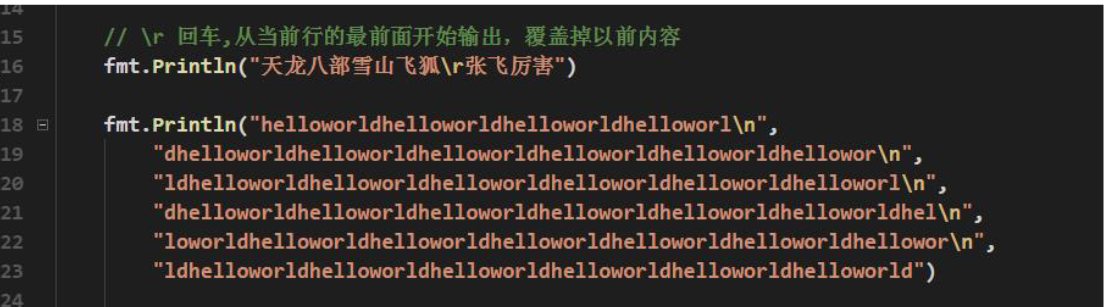 14
15 // \r 回车,从当前行的最前面开始输出，覆盖掉以前内容
16 fmt.Println("天龙八部雪山飞狐\r张飞厉害")
17
18 fmt.Println("helloworldhelloworldhelloworldhelloworl\n",
19 "dhelloworldhelloworldhelloworldhelloworldhelloworldhellowor\n",
20 "ldhelloworldhelloworldhelloworldhelloworldhelloworldhelloworl\n",
21 "dhelloworldhelloworldhelloworldhelloworldhelloworldhelloworldhel\n",
22 "loworldhelloworldhelloworldhelloworldhelloworldhelloworldhellowor\n",
23 "ldhelloworldhelloworldhelloworldhelloworldhelloworldhelloworld")
24